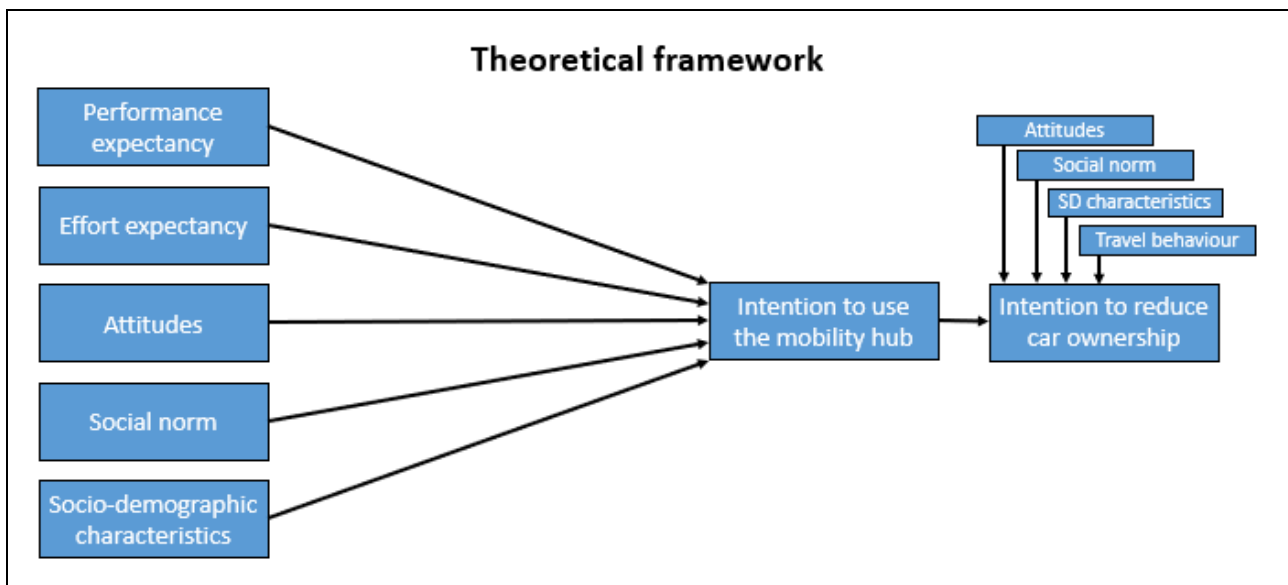 Theoretical framework
Performance
expectancy
Effort expectancy
Attitudes
Social norm
Socio-demographic
characteristics
Intention to use
the mobility hub
Attitudes
Social norm
SD characteristics
Travel behaviour
Intention to reduce
car ownership